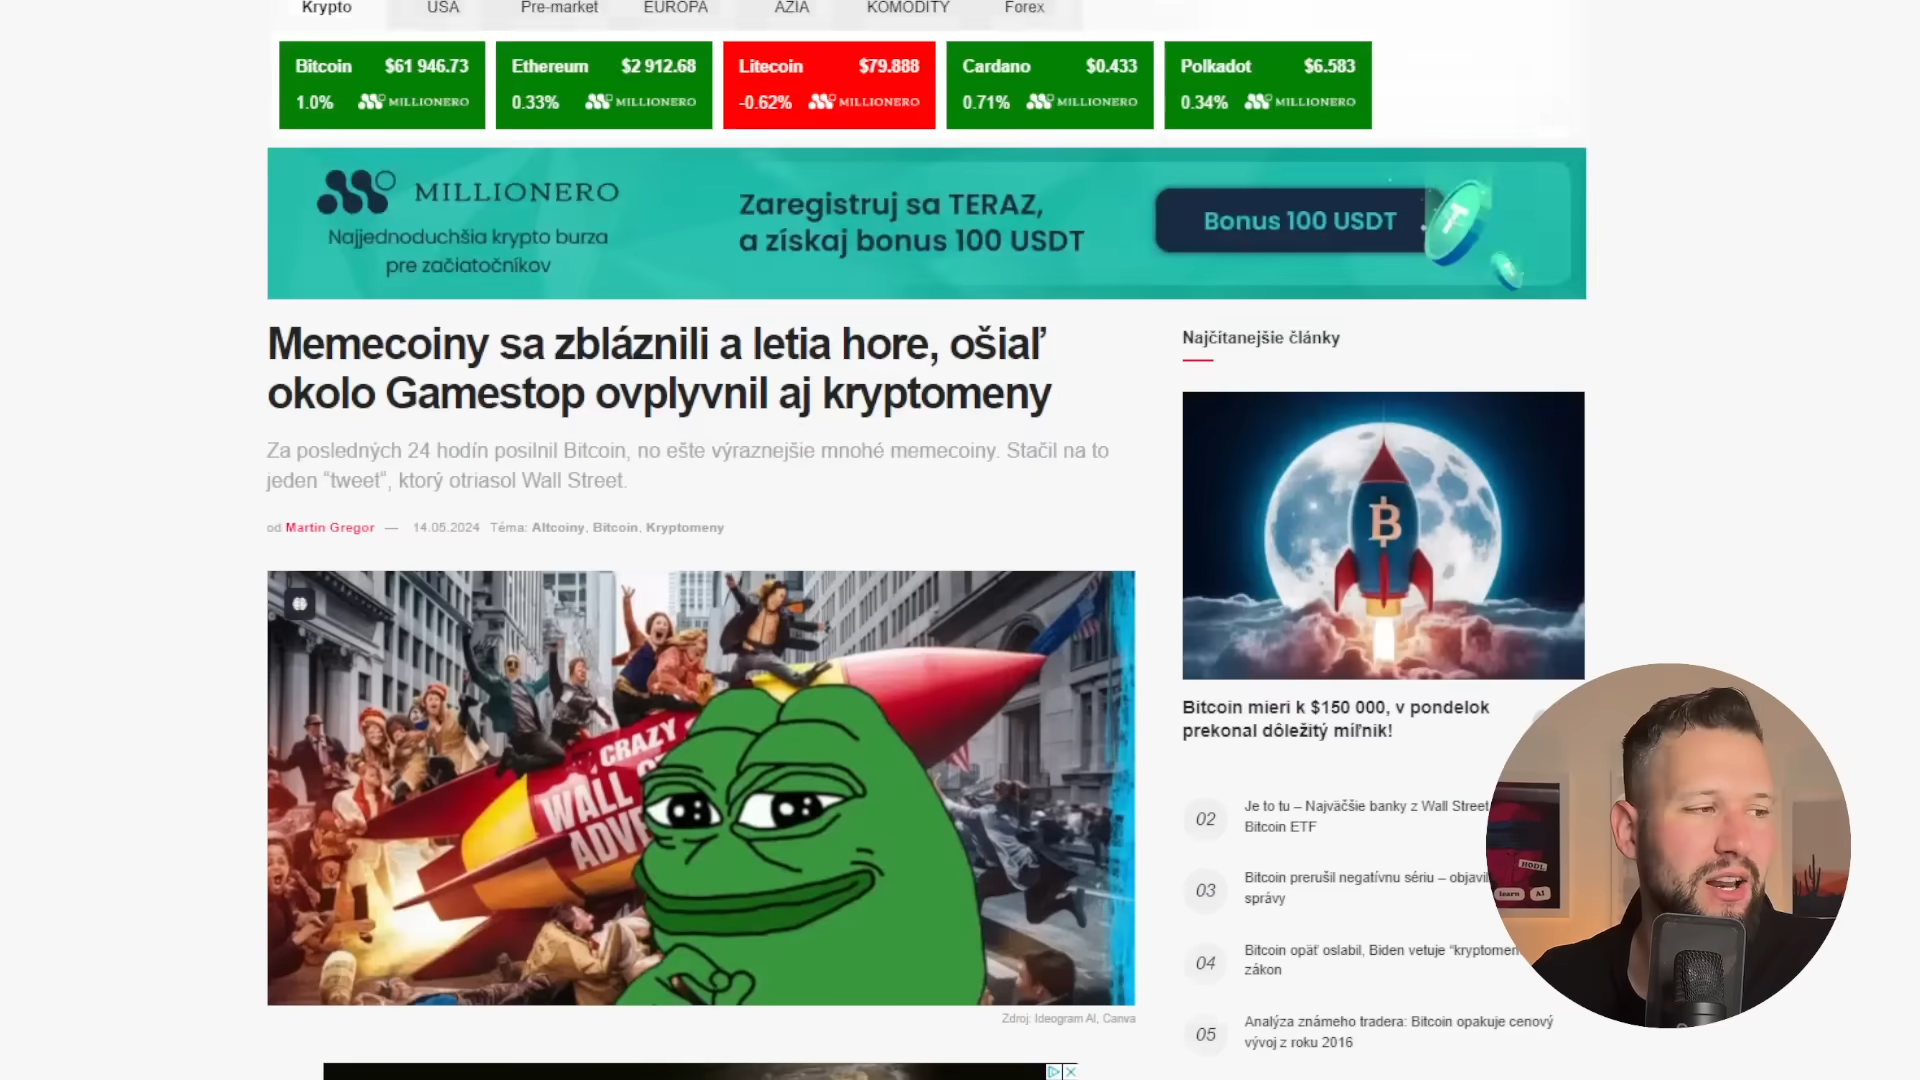 Krypto USA Pre-market EUROPA ÁZIA KOMODITY Forex
Bitcoin $61 946.73
1.0% MILLIONERO
Ethereum $2 912.68
0.33% MILLIONERO
Litecoin $79.888
-0.62% MILLIONERO
Cardano $0.433
0.71% MILLIONERO
Polkadot $6.583
0.34% MILLIONERO
MILLIONERO
Najjednoduchšia krypto burza
pre začiatočníkov
Zaregistruj sa TERAZ,
a získaj bonus 100 USDT
Bonus 100 USDT
Memecoiny sa zbláznili a letia hore, ošiaľ
okolo Gamestop ovplyvnil aj kryptomeny
Za posledných 24 hodín posilnil Bitcoin, no ešte výraznejšie mnohé memecoiny. Stačil na to
jeden “tweet“, ktorý otriasol Wall Street.
od Martin Gregor — 14.05.2024 Téma: Altcoiny, Bitcoin, Kryptomeny
CRAZY
WALL
ADVE
Zdroj: Ideogram AI, Canva
Najčítanejšie články
Bitcoin mieri k $150 000, v pondelok
prekonal dôležitý míľnik!
02 Je to tu – Najväčšie banky z Wall Street
Bitcoin ETF
03 Bitcoin prerušil negatívnu sériu – objavil
správy
04 Bitcoin opäť oslabil, Biden vetuje “kryptomen
zákon
05 Analýza známeho tradera: Bitcoin opakuje cenový
vývoj z roku 2016
HODL
learn AI